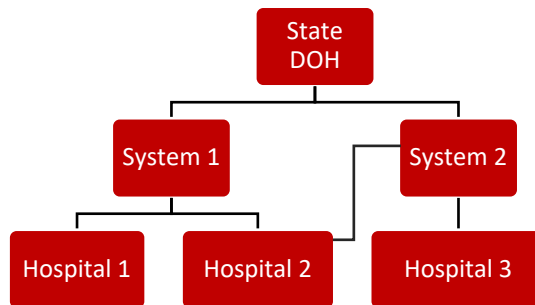 State
DOH
System 1
System 2
Hospital 1
Hospital 2
Hospital 3